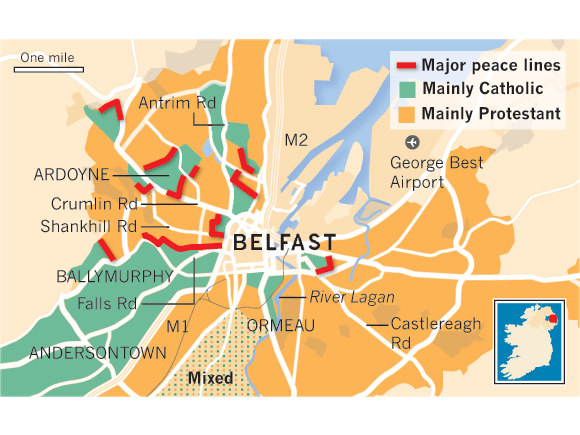 One mile
Major peace lines
Mainly Catholic
Mainly Protestant
Antrim Rd
M2
George Best
Airport
ARDOYNE
Crumlin Rd
Shankhill Rd
BELFAST
BALLYMURPHY
Falls Rd
River Lagan
M1
ORMEAU
Castlereagh
Rd
ANDERSONTOWN
Mixed